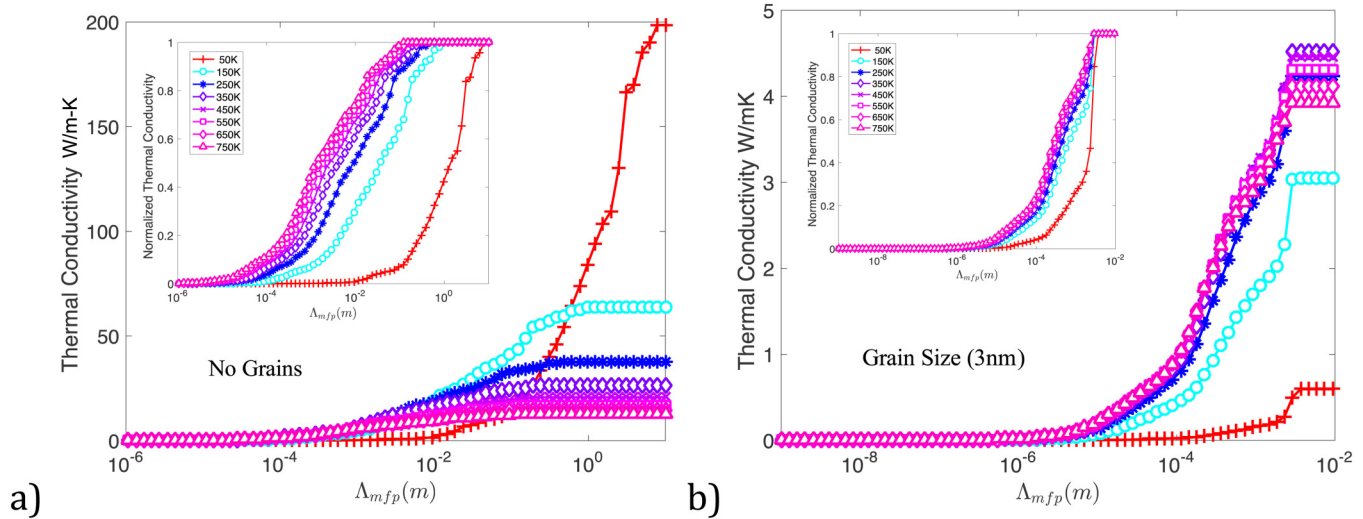 a)
Thermal Conductivity W/m-K
200
150
100
50
0
10^-6
10^-4
10^-2
10^0
Λ_mfp(m)
No Grains
Normalized Thermal Conductivity
1
0.8
0.6
0.4
0.2
0
10^-6
10^-4
10^-2
10^0
Λ_mfp(m)
50K
150K
250K
350K
450K
550K
650K
750K
b)
Thermal Conductivity W/mK
5
4
3
2
1
0
10^-8
10^-6
10^-4
10^-2
Λ_mfp(m)
Grain Size (3nm)
Normalized Thermal Conductivity
1
0.8
0.6
0.4
0.2
0
10^-8
10^-6
10^-4
10^-2
Λ_mfp(m)
50K
150K
250K
350K
450K
550K
650K
750K